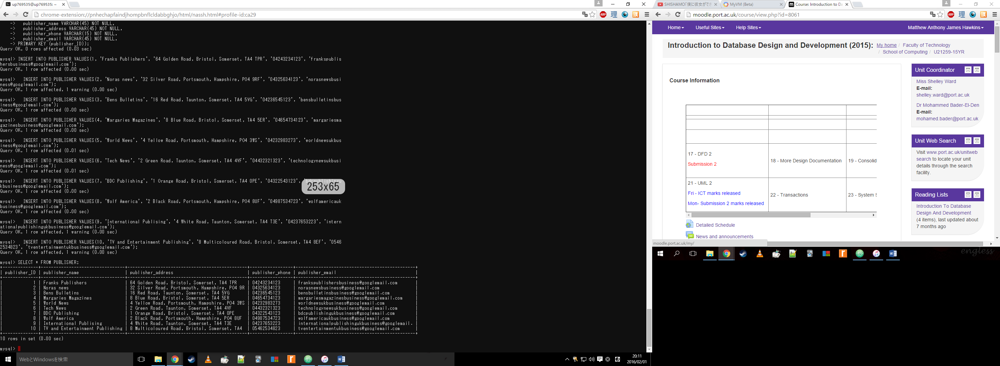 up769535@up769535: ~
chrome-extension://pnhechapfaindjhompbnflcldabbghjo/html/nassh.html#profile-id:ca29
->   publisher_name VARCHAR(45) NOT NULL,
->   publisher_address VARCHAR(45) NOT NULL,
->   publisher_phone VARCHAR(15) NOT NULL,
->   publisher_email VARCHAR(45) NOT NULL,
-> PRIMARY KEY (publisher_ID));
Query OK, 0 rows affected (0.03 sec)
mysql> INSERT INTO PUBLISHER VALUES(1, 'Franks Publishers', '64 Golden Road, Bristol, Somerset, TA4 TPR', '04243234123', 'frankspublis
hersbusiness@googlemail.com');
Query OK, 1 row affected (0.00 sec)
mysql>   INSERT INTO PUBLISHER VALUES(2, 'Noras news', '32 Silver Road, Portsmouth, Hampshire, PO4 9RF', '04325634123', 'norasnewsbusi
ness@googlemail.com');
Query OK, 1 row affected, 1 warning (0.00 sec)
mysql>   INSERT INTO PUBLISHER VALUES(3, 'Bens Bulletins', '16 Red Road, Taunton, Somerset, TA4 5VG', '04236545123', 'bensbulletinsbus
iness@googlemail.com');
Query OK, 1 row affected (0.00 sec)
mysql>   INSERT INTO PUBLISHER VALUES(4, 'Margaries Magazines', '8 Blue Road, Bristol, Somerset, TA4 5ER', '04654734123', 'margariesma
gazinesbusiness@googlemail.com');
Query OK, 1 row affected (0.00 sec)
mysql>   INSERT INTO PUBLISHER VALUES(5, 'World News', '4 Yellow Road, Portsmouth, Hampshire, PO4 3WS', '04232983273', 'worldnewsukbus
iness@googlemail.com');
Query OK, 1 row affected (0.01 sec)
mysql>   INSERT INTO PUBLISHER VALUES(6, 'Tech News', '2 Green Road, Taunton, Somerset, TA4 4VF', '04432321323', 'technologynewsukbusi
ness@googlemail.com');
Query OK, 1 row affected (0.01 sec)
mysql>   INSERT INTO PUBLISHER VALUES(7, 'BDC Publishing', '1 Orange Road, Bristol, Somerset, TA4 OPE', '04322543123', 'bdcpublishingu
kbusiness@googlemail.com');
Query OK, 1 row affected (0.00 sec)
253x65
mysql>   INSERT INTO PUBLISHER VALUES(8, 'Wolf America', '2 Black Road, Portsmouth, Hampshire, PO4 8UF', '04987534723', 'wolfamericauk
business@googlemail.com');
Query OK, 1 row affected (0.00 sec)
mysql>   INSERT INTO PUBLISHER VALUES(9, 'International Publising', '4 White Road, Taunton, Somerset, TA4 T3E', '04237653223', 'intern
ationalpublishingukbusiness@googlemail.com');
Query OK, 1 row affected, 1 warning (0.00 sec)
mysql>   INSERT INTO PUBLISHER VALUES(10, 'TV and Entertainment Publishing', '8 Multicoloured Road, Bristol, Somerset, TA4 8EF', '0546
2534823', 'tventertainmentukbusiness@googlemail.com');
Query OK, 1 row affected, 1 warning (0.00 sec)
mysql> SELECT * FROM PUBLISHER;
| publisher_ID | publisher_name | publisher_address | publisher_phone | publisher_email |
| 1 | Franks Publishers | 64 Golden Road, Bristol, Somerset, TA4 TPR | 04243234123 | frankspublishersbusiness@googlemail.com |
| 2 | Noras news | 32 Silver Road, Portsmouth, Hampshire, PO4 9R | 04325634123 | norasnewsbusiness@googlemail.com |
| 3 | Bens Bulletins | 16 Red Road, Taunton, Somerset, TA4 5VG | 04236545123 | bensbulletinsbusiness@googlemail.com |
| 4 | Margaries Magazines | 8 Blue Road, Bristol, Somerset, TA4 5ER | 04654734123 | margariesmagazinesbusiness@googlemail.com |
| 5 | World News | 4 Yellow Road, Portsmouth, Hampshire, PO4 3WS | 04232983273 | worldnewsukbusiness@googlemail.com |
| 6 | Tech News | 2 Green Road, Taunton, Somerset, TA4 4VF | 04432321323 | technologynewsukbusiness@googlemail.com |
| 7 | BDC Publishing | 1 Orange Road, Bristol, Somerset, TA4 OPE | 04322543123 | bdcpublishingukbusiness@googlemail.com |
| 8 | Wolf America | 2 Black Road, Portsmouth, Hampshire, PO4 8UF | 04987534723 | wolfamericaukbusiness@googlemail.com |
| 9 | International Publising | 4 White Road, Taunton, Somerset, TA4 T3E | 04237653223 | internationalpublishingukbusiness@googlemail. |
| 10 | TV and Entertainment Publishing | 8 Multicoloured Road, Bristol, Somerset, TA4 | 05462534823 | tventertainmentukbusiness@googlemail.com |
10 rows in set (0.00 sec)
mysql>
WebとWindowsを検索
20:11
2016/02/01
SHISHAMO「僕に彼女ができ
MyVM (Beta)
Course: Introduction to Da
moodle.port.ac.uk/course/view.php?id=8061
Home
Useful Sites
Help Sites
Matthew Anthony James Hawkins
Introduction to Database Design and Development (2015):
My home / Faculty of Technology
/ School of Computing / U21259-15YR
Course Information
17 - DFD 2
Submission 2
18 - More Design Documentation
19 - Consolid
21 - UML 2
Fri - ICT marks released
Mon- Submission 2 marks released
22 - Transactions
23 - System S
Detailed Schedule
News and announcements
moodle.port.ac.uk/my/
Unit Coordinator
Miss Shelley Ward
E-mail:
shelley.ward@port.ac.uk
Dr Mohammed Bader-El-Den
E-mail:
mohamed.bader@port.ac.uk
Unit Web Search
Visit www.port.ac.uk/unitweb
search to locate your unit
details through the search
facility.
Reading Lists
Introduction To Database
Design And Development
(4 items), last updated about
7 months ago
engless